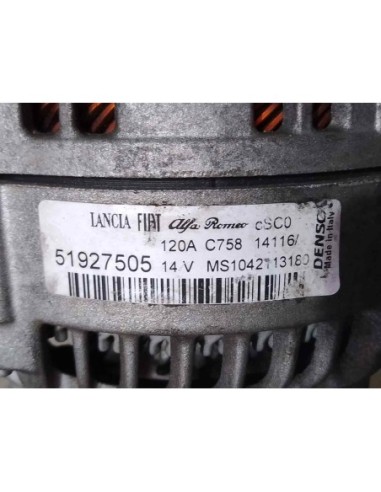 LANCIA FIAT Alfa Romeo cSC0
120A C758 14116/
51927505 14 V MS1042113180
DENSO
Made in Italy